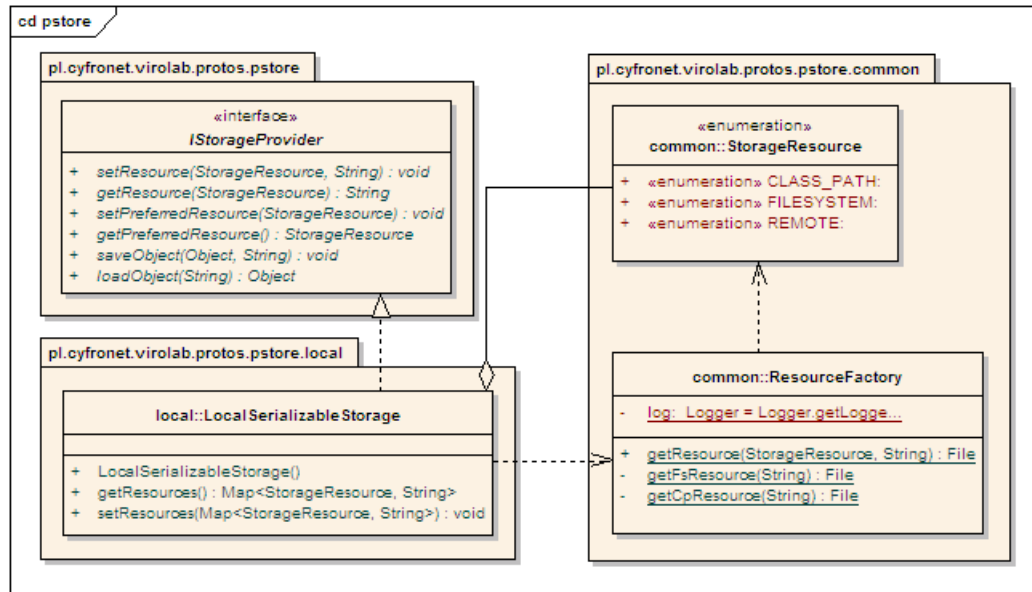 cd pstore
pl.cyfronet.virolab.protos.pstore
«interface»
IStorageProvider
+ setResource(StorageResource, String) : void
+ getResource(StorageResource) : String
+ setPreferredResource(StorageResource) : void
+ getPreferredResource() : StorageResource
+ saveObject(Object, String) : void
+ loadObject(String) : Object
pl.cyfronet.virolab.protos.pstore.common
«enumeration»
common::StorageResource
+ «enumeration» CLASS_PATH:
+ «enumeration» FILESYSTEM:
+ «enumeration» REMOTE:
pl.cyfronet.virolab.protos.pstore.local
local::LocalSerializableStorage
+ LocalSerializableStorage()
+ getResources() : Map<StorageResource, String>
+ setResources(Map<StorageResource, String>) : void
common::ResourceFactory
- log: Logger = Logger.getLogge...
+ getResource(StorageResource, String) : File
- getFsResource(String) : File
- getCpResource(String) : File